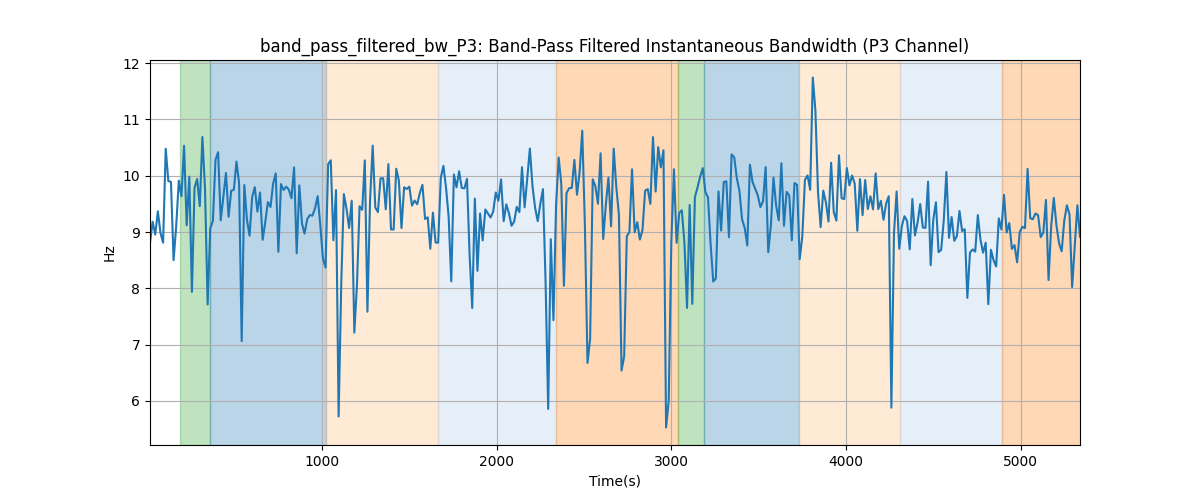 band_pass_filtered_bw_P3: Band-Pass Filtered Instantaneous Bandwidth (P3 Channel)
12
11
10
9
8
7
6
Hz
1000 2000 3000 4000 5000
Time(s)